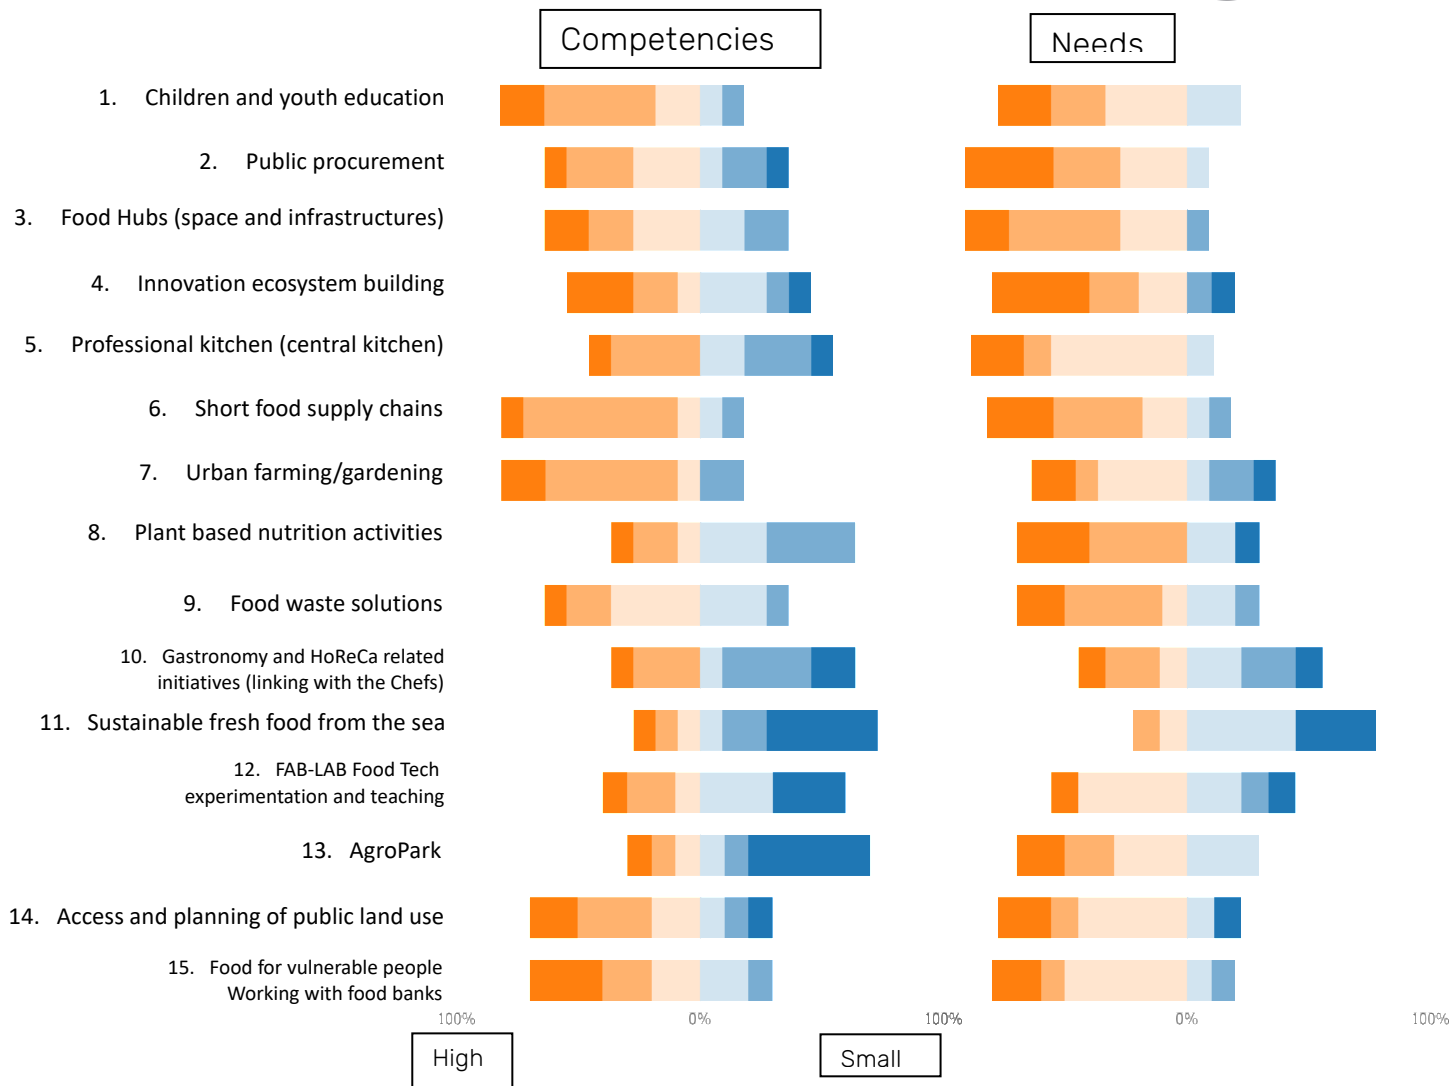 Competencies
Needs
1. Children and youth education
2. Public procurement
3. Food Hubs (space and infrastructures)
4. Innovation ecosystem building
5. Professional kitchen (central kitchen)
6. Short food supply chains
7. Urban farming/gardening
8. Plant based nutrition activities
9. Food waste solutions
10. Gastronomy and HoReCa related
initiatives (linking with the Chefs)
11. Sustainable fresh food from the sea
12. FAB-LAB Food Tech
experimentation and teaching
13. AgroPark
14. Access and planning of public land use
15. Food for vulnerable people
Working with food banks
100% 0% 100% 0% 100%
High
Small